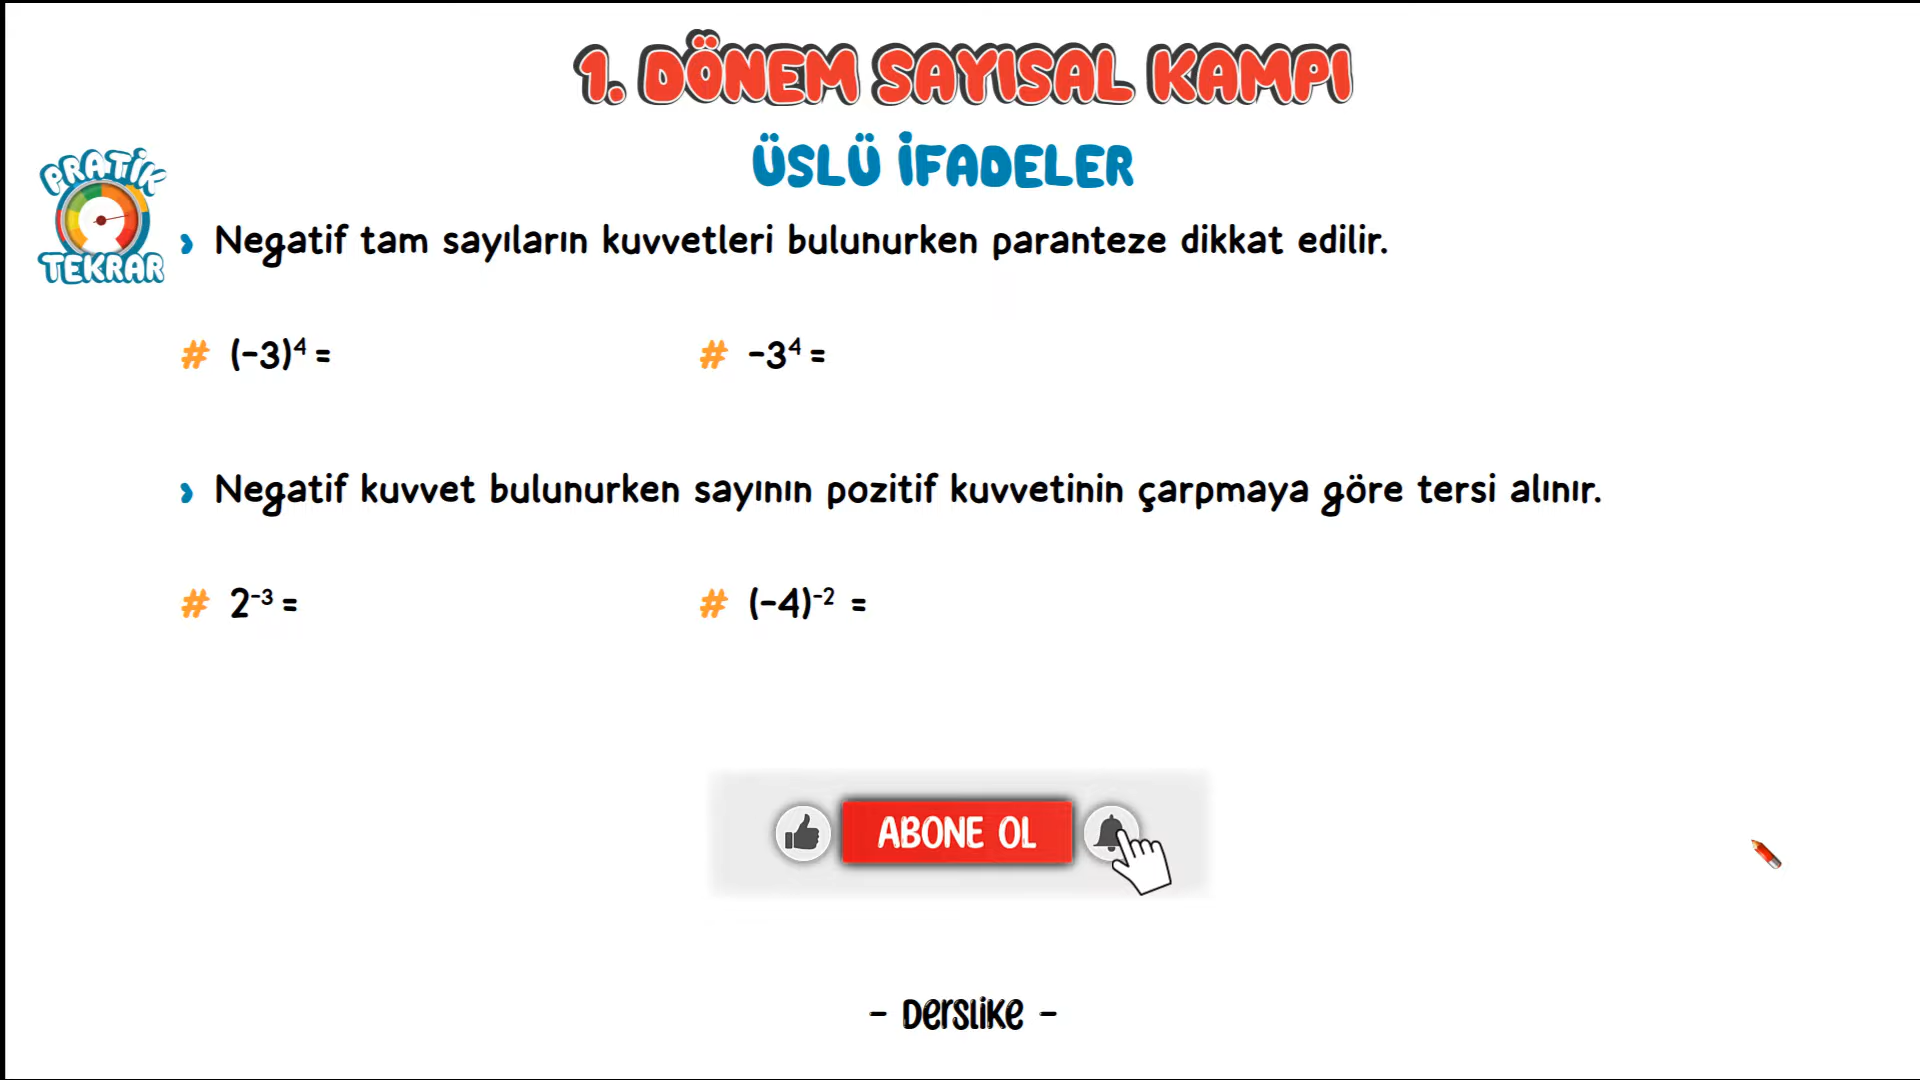 1. DÖNEM SAYISAL KAMPI
ÜSLÜ İFADELER
PRATİK
TEKRAR
› Negatif tam sayıların kuvvetleri bulunurken paranteze dikkat edilir.
# (-3)⁴ = # -3⁴ =
› Negatif kuvvet bulunurken sayının pozitif kuvvetinin çarpmaya göre tersi alınır.
# 2⁻³ = # (-4)⁻² =
ABONE OL
- Derslike -